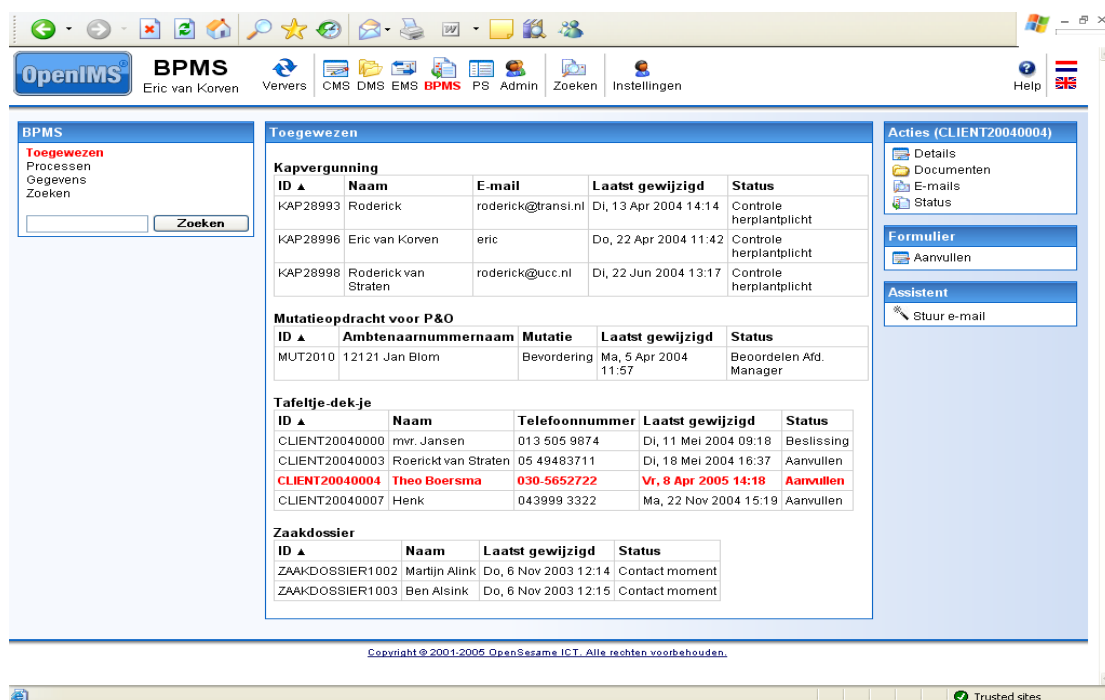 OpenIMS®
BPMS
Eric van Korven
Ververs
CMS DMS EMS BPMS PS Admin
Zoeken
Instellingen
Help
BPMS
Toegewezen
Processen
Gegevens
Zoeken
Zoeken
Toegewezen
Kapvergunning
ID ▲ Naam E-mail Laatst gewijzigd Status
KAP28993 Roderick roderick@transi.nl Di, 13 Apr 2004 14:14 Controle
herplantplicht
KAP28996 Eric van Korven eric Do, 22 Apr 2004 11:42 Controle
herplantplicht
KAP28998 Roderick van roderick@ucc.nl Di, 22 Jun 2004 13:17 Controle
Straten herplantplicht
Mutatieopdracht voor P&O
ID ▲ Ambtenaarnummernaam Mutatie Laatst gewijzigd Status
MUT2010 12121 Jan Blom Bevordering Ma, 5 Apr 2004 Beoordelen Afd.
11:57 Manager
Tafeltje-dek-je
ID ▲ Naam Telefoonnummer Laatst gewijzigd Status
CLIENT20040000 mvr. Jansen 013 505 9874 Di, 11 Mei 2004 09:18 Beslissing
CLIENT20040003 Roerickt van Straten 05 49483711 Di, 18 Mei 2004 16:37 Aanvullen
CLIENT20040004 Theo Boersma 030-5652722 Vr, 8 Apr 2005 14:18 Aanvullen
CLIENT20040007 Henk 043999 3322 Ma, 22 Nov 2004 15:19 Aanvullen
Zaakdossier
ID ▲ Naam Laatst gewijzigd Status
ZAAKDOSSIER1002 Martijn Alink Do, 6 Nov 2003 12:14 Contact moment
ZAAKDOSSIER1003 Ben Alsink Do, 6 Nov 2003 12:15 Contact moment
Acties (CLIENT20040004)
Details
Documenten
E-mails
Status
Formulier
Aanvullen
Assistent
Stuur e-mail
Copyright © 2001-2005 OpenSesame ICT. Alle rechten voorbehouden.
Trusted sites